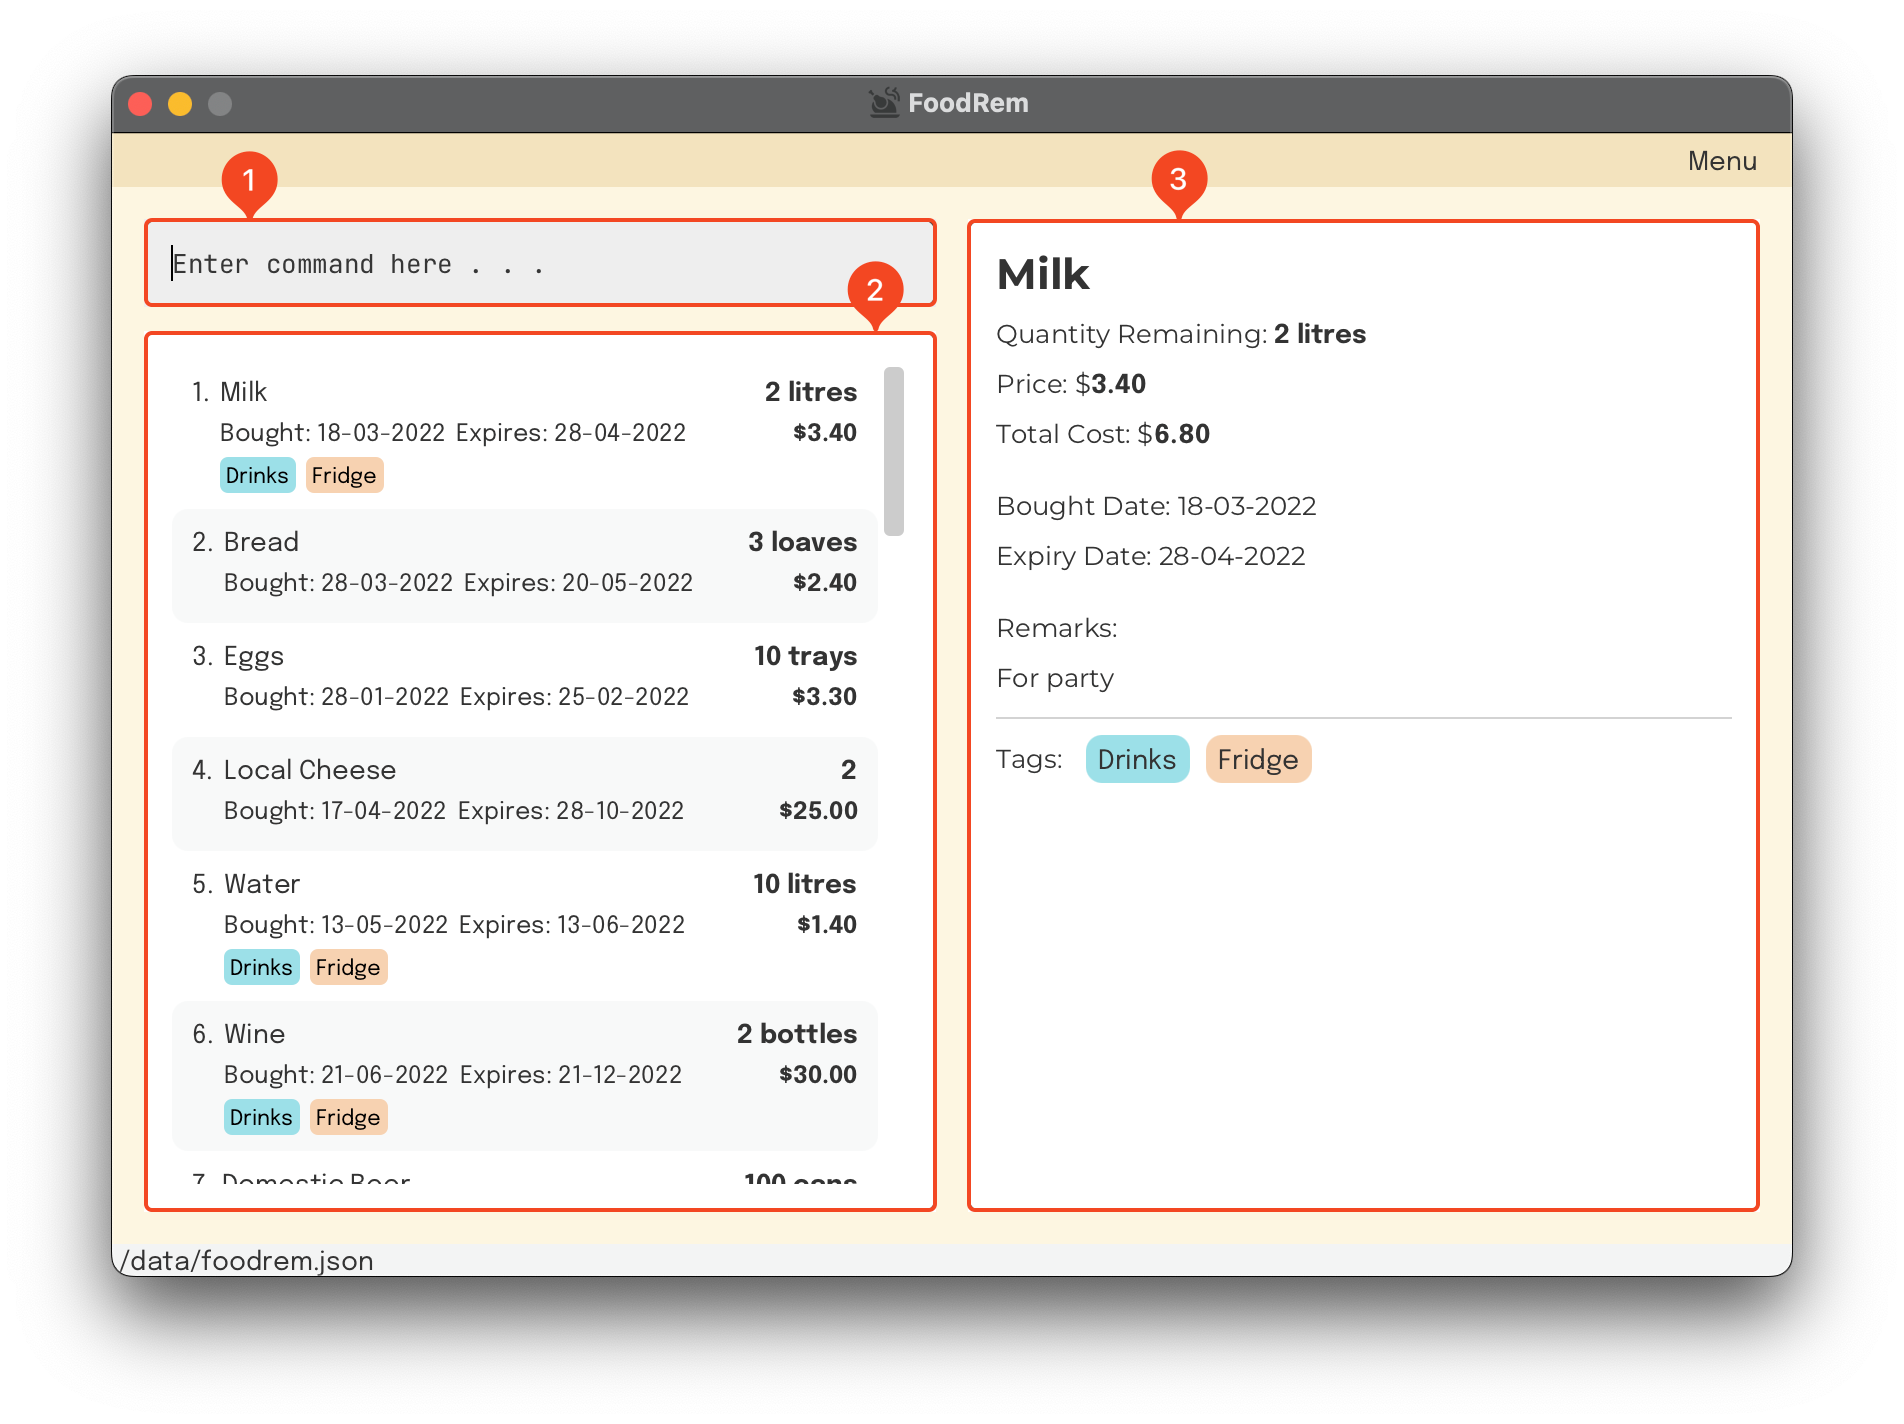 FoodRem
Menu
1
3
Enter command here . . .
2
1. Milk 2 litres
Bought: 18-03-2022 Expires: 28-04-2022 $3.40
Drinks Fridge
2. Bread 3 loaves
Bought: 28-03-2022 Expires: 20-05-2022 $2.40
3. Eggs 10 trays
Bought: 28-01-2022 Expires: 25-02-2022 $3.30
4. Local Cheese 2
Bought: 17-04-2022 Expires: 28-10-2022 $25.00
5. Water 10 litres
Bought: 13-05-2022 Expires: 13-06-2022 $1.40
Drinks Fridge
6. Wine 2 bottles
Bought: 21-06-2022 Expires: 21-12-2022 $30.00
Drinks Fridge
7. Domestic Beer 100 cans
Milk
Quantity Remaining: 2 litres
Price: $3.40
Total Cost: $6.80
Bought Date: 18-03-2022
Expiry Date: 28-04-2022
Remarks:
For party
Tags: Drinks Fridge
/data/foodrem.json